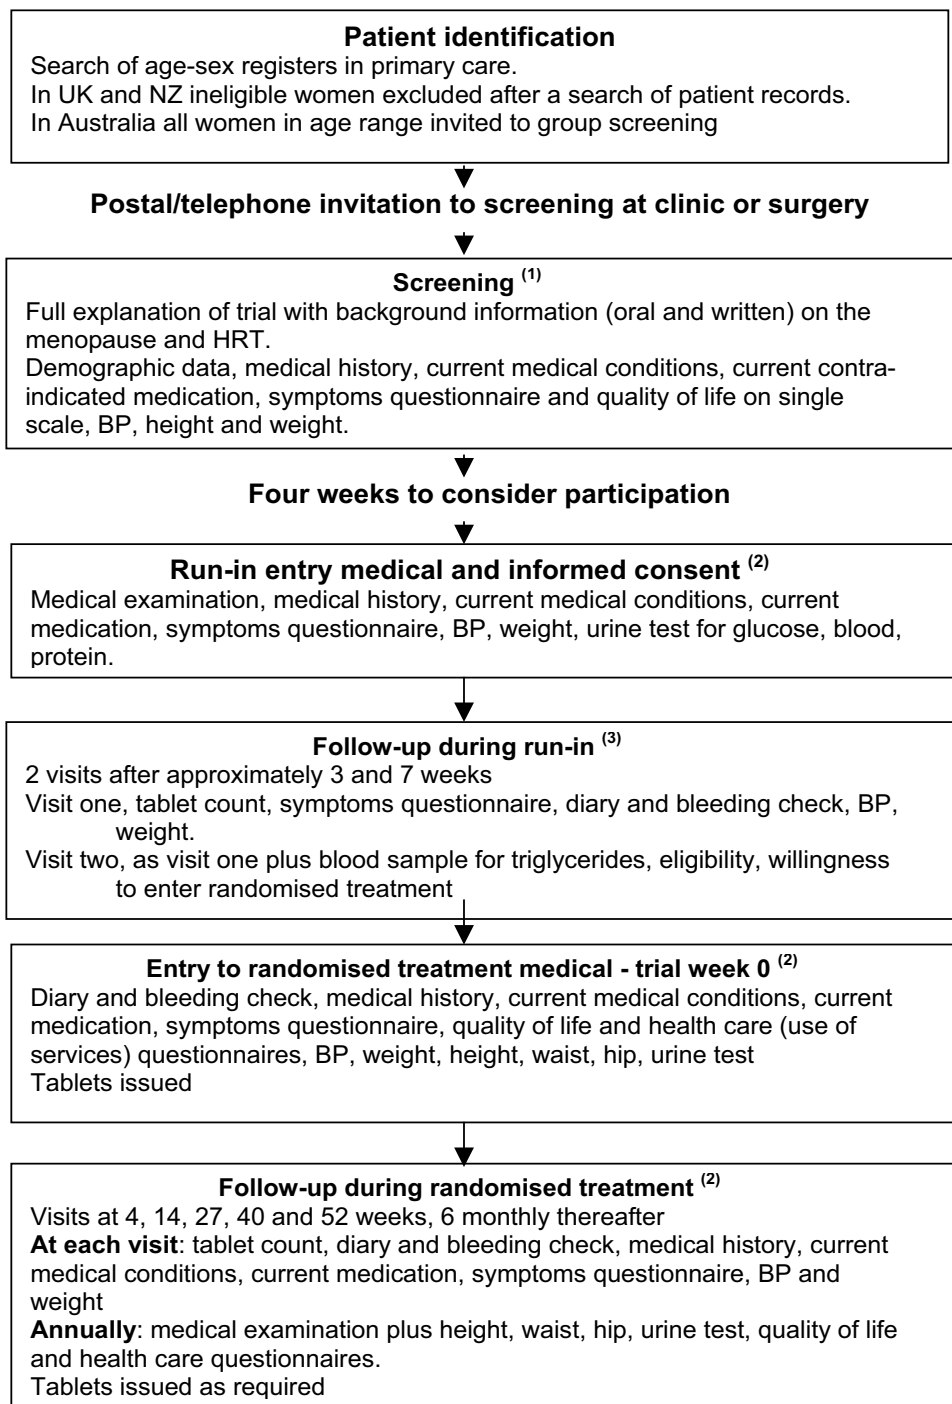 Patient identification
Search of age-sex registers in primary care.
In UK and NZ ineligible women excluded after a search of patient records.
In Australia all women in age range invited to group screening
Postal/telephone invitation to screening at clinic or surgery
Screening (1)
Full explanation of trial with background information (oral and written) on the
menopause and HRT.
Demographic data, medical history, current medical conditions, current contra-
indicated medication, symptoms questionnaire and quality of life on single
scale, BP, height and weight.
Four weeks to consider participation
Run-in entry medical and informed consent (2)
Medical examination, medical history, current medical conditions, current
medication, symptoms questionnaire, BP, weight, urine test for glucose, blood,
protein.
Follow-up during run-in (3)
2 visits after approximately 3 and 7 weeks
Visit one, tablet count, symptoms questionnaire, diary and bleeding check, BP,
weight.
Visit two, as visit one plus blood sample for triglycerides, eligibility, willingness
to enter randomised treatment
Entry to randomised treatment medical - trial week 0 (2)
Diary and bleeding check, medical history, current medical conditions, current
medication, symptoms questionnaire, quality of life and health care (use of
services) questionnaires, BP, weight, height, waist, hip, urine test
Tablets issued
Follow-up during randomised treatment (2)
Visits at 4, 14, 27, 40 and 52 weeks, 6 monthly thereafter
At each visit: tablet count, diary and bleeding check, medical history, current
medical conditions, current medication, symptoms questionnaire, BP and
weight
Annually: medical examination plus height, waist, hip, urine test, quality of life
and health care questionnaires.
Tablets issued as required